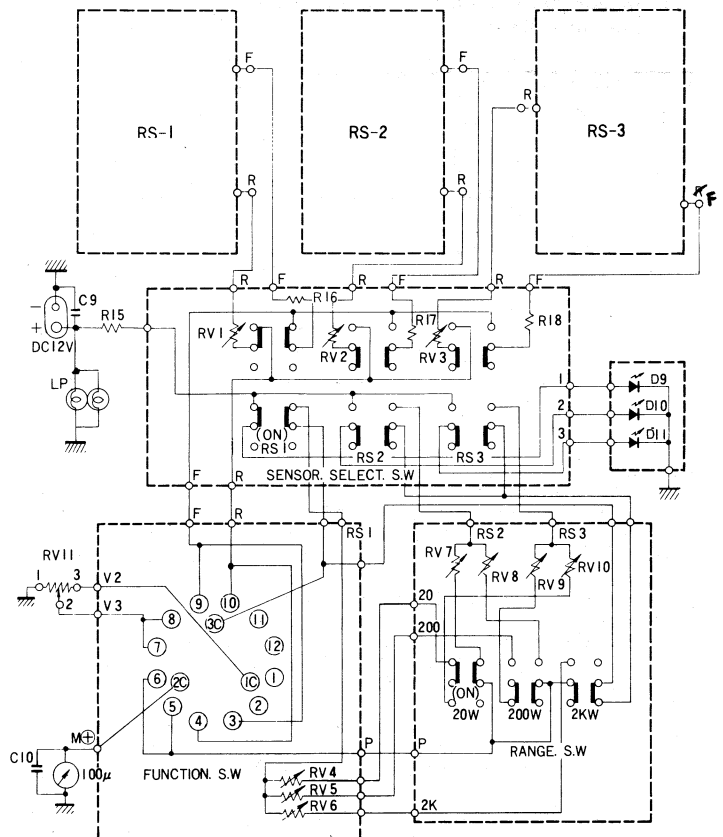 F
F
R
RS-1
RS-2
RS-3
R
R
F
R
F
R
F
R
F
C9
R16
−
+
R15
RV1
RV2
R17
RV3
R18
DC12V
LP
1
D9
2
D10
3
D11
(ON)
RS1
RS2
RS3
SENSOR. SELECT. S.W
F
R
F
R
RS1
RS2
RS3
RV11
RV7
RV8
RV9
RV10
1
3
V2
2
V3
20
200
9
10
8
13C
11
7
12
6
2C
1C
1
5
2
4
3
(ON)
20W
200W
2KW
M⊕
P
P
RANGE. S.W
C10
100μ
FUNCTION. S.W
RV4
RV5
RV6
2K